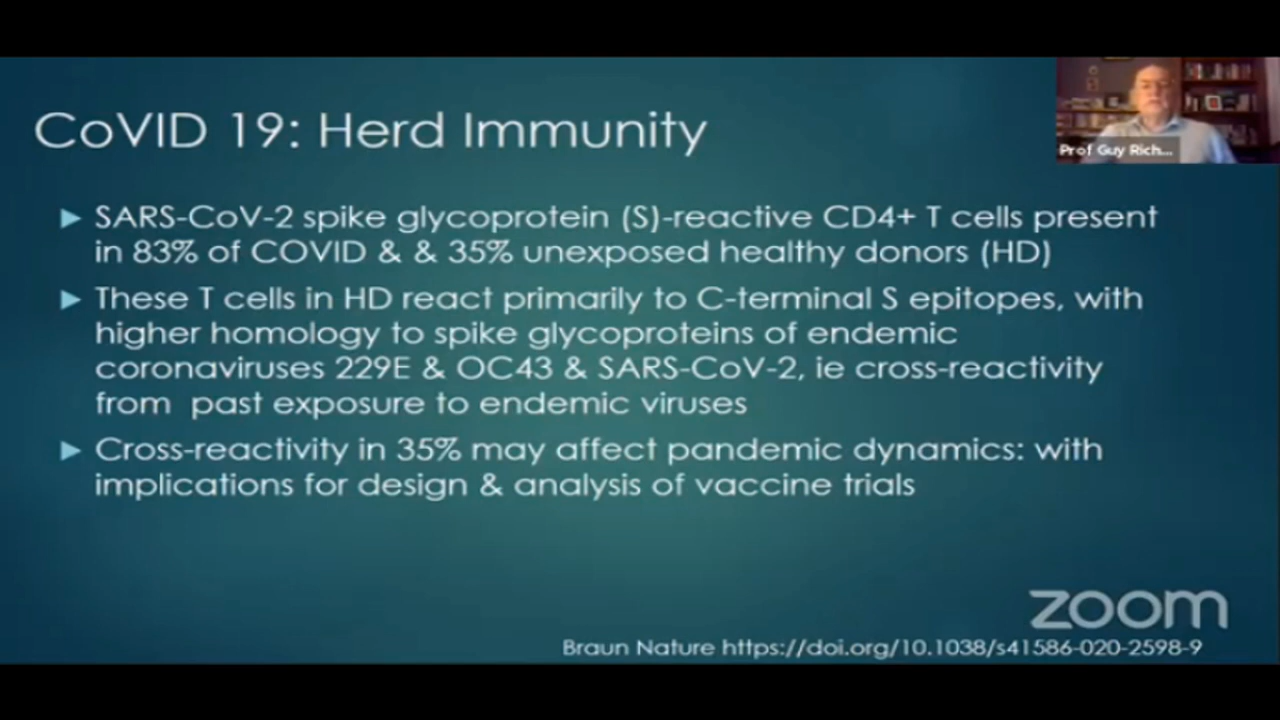 CoVID 19: Herd Immunity
Prof Guy Rich...
► SARS-CoV-2 spike glycoprotein (S)-reactive CD4+ T cells present
in 83% of COVID & & 35% unexposed healthy donors (HD)
► These T cells in HD react primarily to C-terminal S epitopes, with
higher homology to spike glycoproteins of endemic
coronaviruses 229E & OC43 & SARS-CoV-2, ie cross-reactivity
from past exposure to endemic viruses
► Cross-reactivity in 35% may affect pandemic dynamics: with
implications for design & analysis of vaccine trials
zoom
Braun Nature https://doi.org/10.1038/s41586-020-2598-9